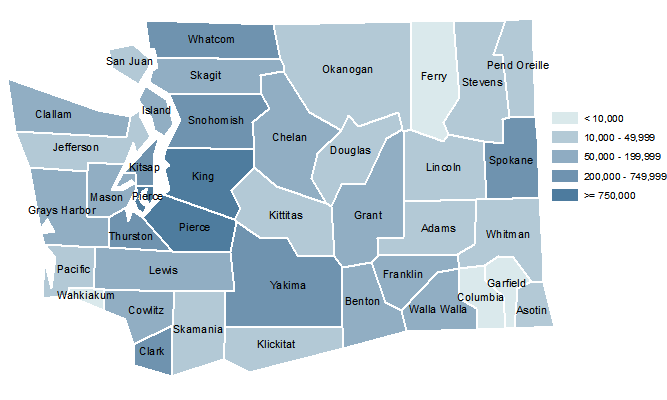 Whatcom
San Juan
Okanogan
Pend Oreille
Skagit
Ferry
Stevens
Island
Clallam
Snohomish
Chelan
Jefferson
Douglas
Spokane
Kitsap
Lincoln
King
Mason
Pierce
Grays Harbor
Kittitas
Grant
Pierce
Adams
Thurston
Whitman
Pacific
Lewis
Franklin
Yakima
Garfield
Wahkiakum
Columbia
Benton
Cowlitz
Walla Walla
Asotin
Skamania
Klickitat
Clark
< 10,000
10,000 - 49,999
50,000 - 199,999
200,000 - 749,999
>= 750,000